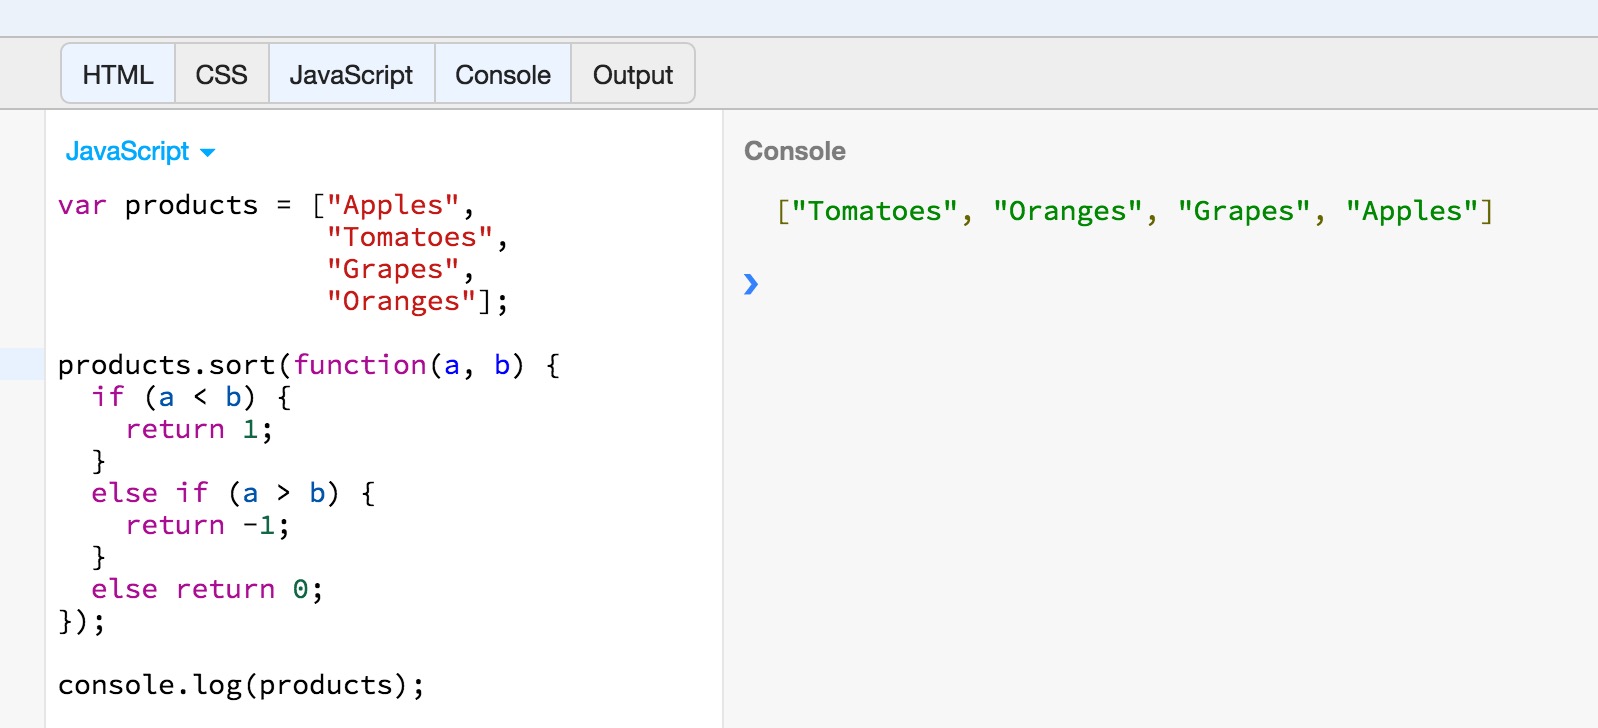 HTML CSS JavaScript Console Output
JavaScript
var products = ["Apples",
                "Tomatoes",
                "Grapes",
                "Oranges"];
products.sort(function(a, b) {
  if (a < b) {
    return 1;
  }
  else if (a > b) {
    return -1;
  }
  else return 0;
});
console.log(products);
Console
["Tomatoes", "Oranges", "Grapes", "Apples"]